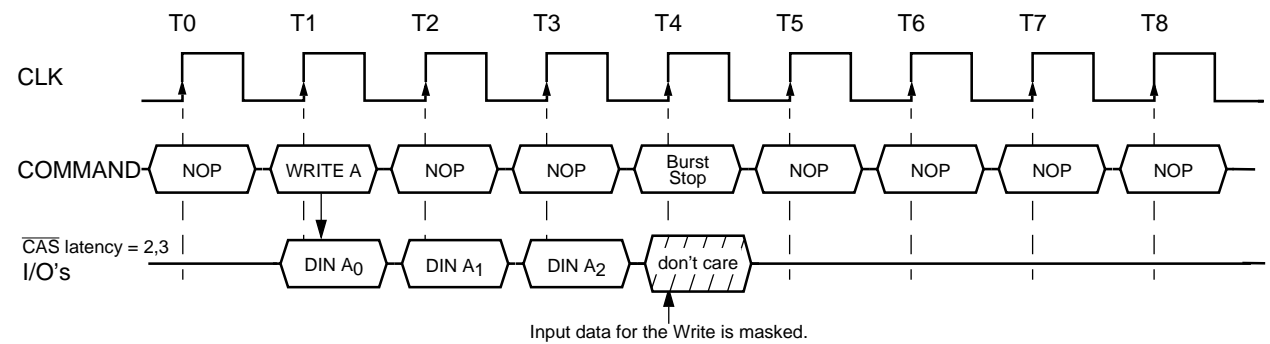 T0 T1 T2 T3 T4 T5 T6 T7 T8
CLK
COMMAND NOP WRITE A NOP NOP Burst Stop NOP NOP NOP NOP
CAS latency = 2,3
I/O's DIN A0 DIN A1 DIN A2 don't care
Input data for the Write is masked.